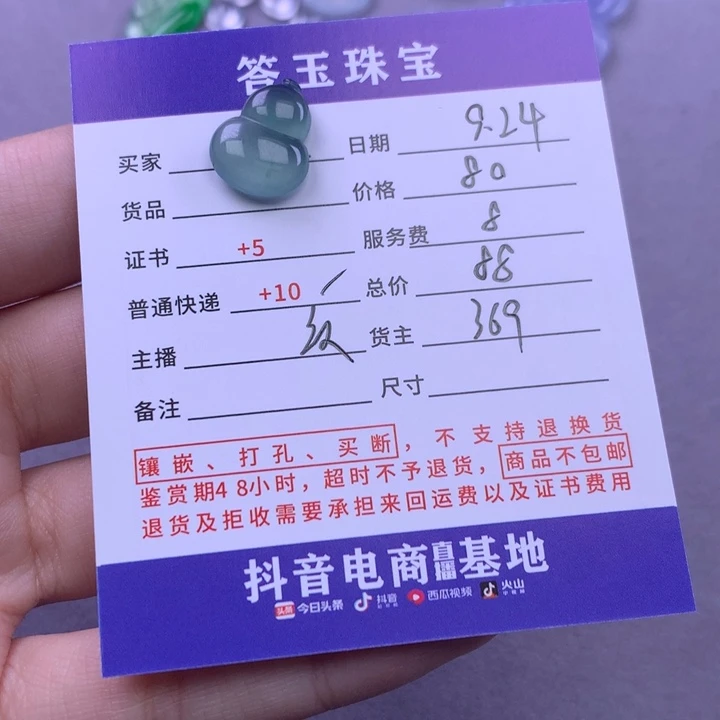 答玉珠宝
买家 日期 9.24
货品 价格 80
证书 +5 服务费 8
普通快递 +10 总价 88
主播 货主 369
备注 尺寸
镶嵌、打孔、买断，不支持退换货
鉴赏期48小时，超时不予退货，商品不包邮
退货及拒收需要承担来回运费以及证书费用
抖音电商直播基地
头条 今日头条 抖音 西瓜视频 火山